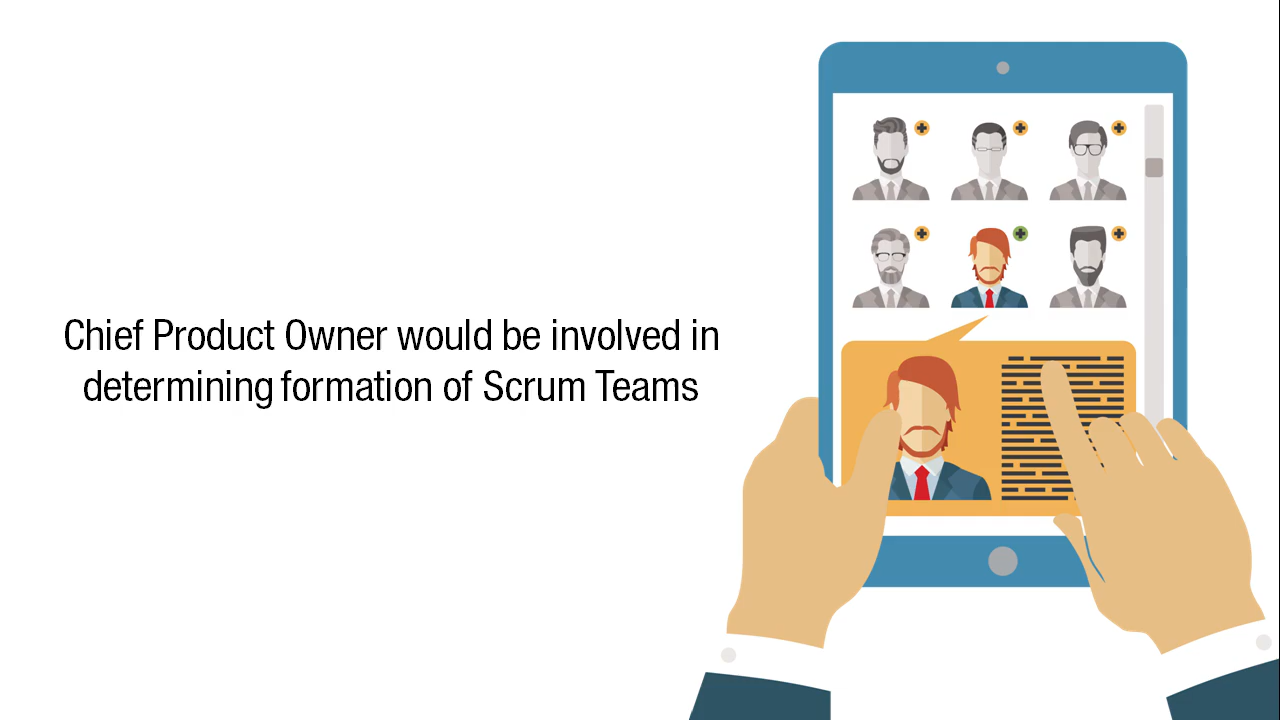 Chief Product Owner would be involved in
determining formation of Scrum Teams